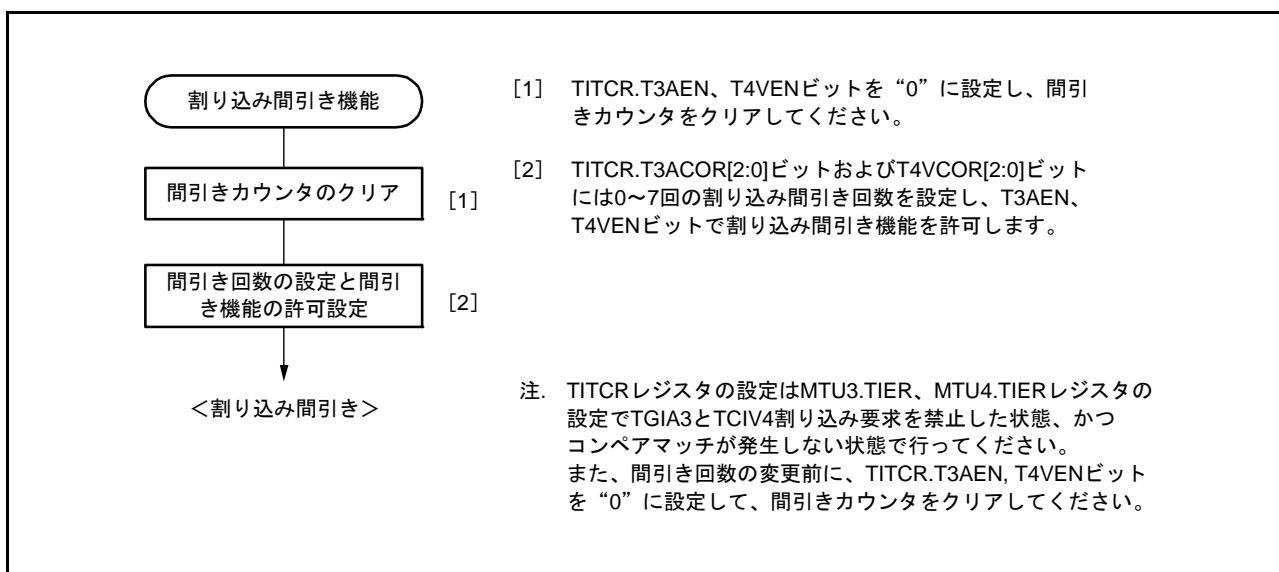 割り込み間引き機能
間引きカウンタのクリア
[1]
間引き回数の設定と間引
き機能の許可設定
[2]
<割り込み間引き>
[1] TITCR.T3AEN、T4VENビットを“0”に設定し、間引
きカウンタをクリアしてください。
[2] TITCR.T3ACOR[2:0]ビットおよびT4VCOR[2:0]ビット
には0～7回の割り込み間引き回数を設定し、T3AEN、
T4VENビットで割り込み間引き機能を許可します。
注. TITCRレジスタの設定はMTU3.TIER、MTU4.TIERレジスタの
設定でTGIA3とTCIV4割り込み要求を禁止した状態、かつ
コンペアマッチが発生しない状態で行ってください。
また、間引き回数の変更前に、TITCR.T3AEN, T4VENビット
を“0”に設定して、間引きカウンタをクリアしてください。